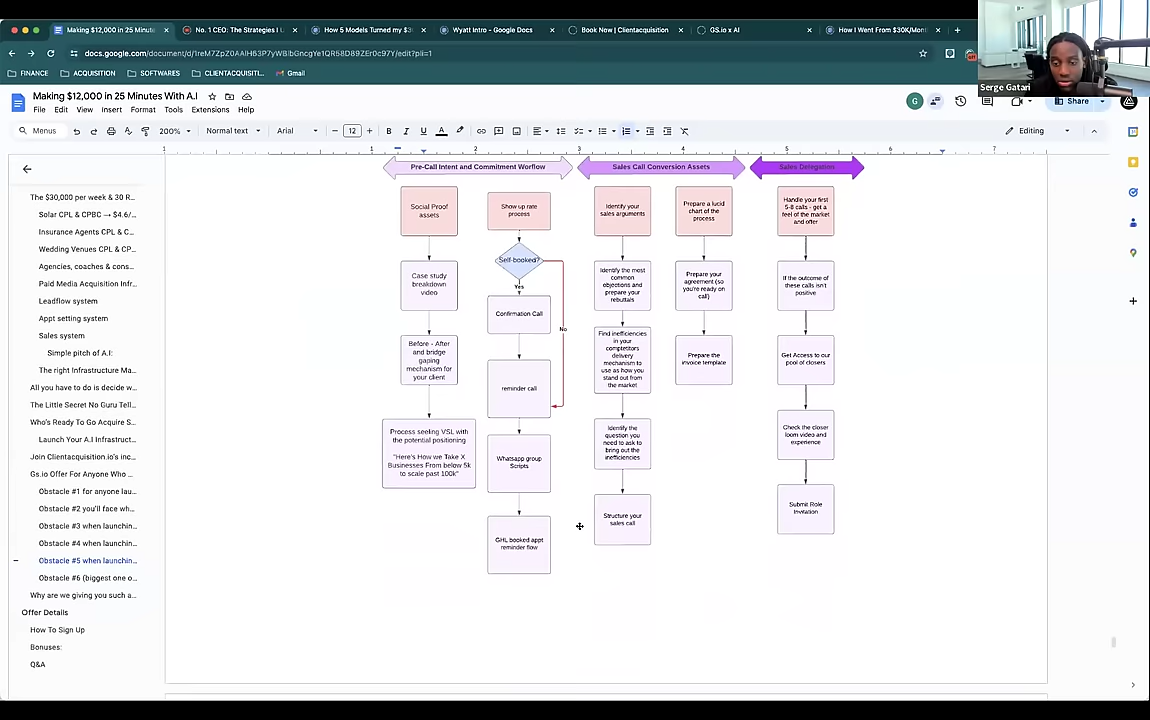 Making $12,000 in 25 Minute
No. 1 CEO: The Strategies I U
How 5 Models Turned my $3
Wyatt Intro - Google Docs
Book Now | Clientacquisition
GS.io x AI
How I Went From $30K/Mon
docs.google.com/document/d/1reM7ZpZ0AAIH63P7yWBIbGncgYe1QR58D89ZEr0c97Y/edit?pli=1
FINANCE
ACQUISITION
SOFTWARES
CLIENTACQUISITI...
Gmail
Serge Gatari
Making $12,000 in 25 Minutes With A.I
File Edit View Insert Format Tools Extensions Help
G
Share
Menus
200%
Normal text
Arial
12
B I U A
Editing
1 1 2 3 4 5 6 7
The $30,000 per week & 30 R...
Solar CPL & CPBC → $4.6/...
Insurance Agents CPL & C...
Wedding Venues CPL & CP...
Agencies, coaches & cons...
Paid Media Acquisition Infr...
Leadflow system
Appt setting system
Sales system
Simple pitch of A.I:
The right Infrastructure Ma...
All you have to do is decide w...
The Little Secret No Guru Tell...
Who's Ready To Go Acquire S...
Launch Your A.I Infrastruct...
Join Clientacquisition.io's inc...
Gs.io Offer For Anyone Who ...
Obstacle #1 for anyone lau...
Obstacle #2 you'll face wh...
Obstacle #3 when launchin...
Obstacle #4 when launchin...
Obstacle #5 when launchin...
Obstacle #6 (biggest one o...
Why are we giving you such a...
Offer Details
How To Sign Up
Bonuses:
Q&A
Pre-Call Intent and Commitment Worflow
Social Proof
assets
Case study
breakdown
video
Before - After
and bridge
gaping
mechanism for
your client
Process seeling VSL with
the potential positioning
"Here's How we Take X
Businesses From below 5k
to scale past 100k"
Show up rate
process
Self-booked?
Yes
No
Confirmation Call
reminder call
Whatsapp group
Scripts
GHL booked appt
reminder flow
Sales Call Conversion Assets
Identify your
sales arguments
Identify the most
common
objections and
prepare your
rebuttals
Find inefficiencies
in your
competitors
delivery
mechanism to
use as how you
stand out from
the market
Identify the
question you
need to ask to
bring out the
inefficiencies
Structure your
sales call
Prepare a lucid
chart of the
process
Prepare your
agreement (so
you're ready on
call)
Prepare the
invoice template
Sales Delegation
Handle your first
5-8 calls - get a
feel of the market
and offer
If the outcome of
these calls isn't
positive
Get Access to our
pool of closers
Check the closer
loom video and
experience
Submit Role
Invitation